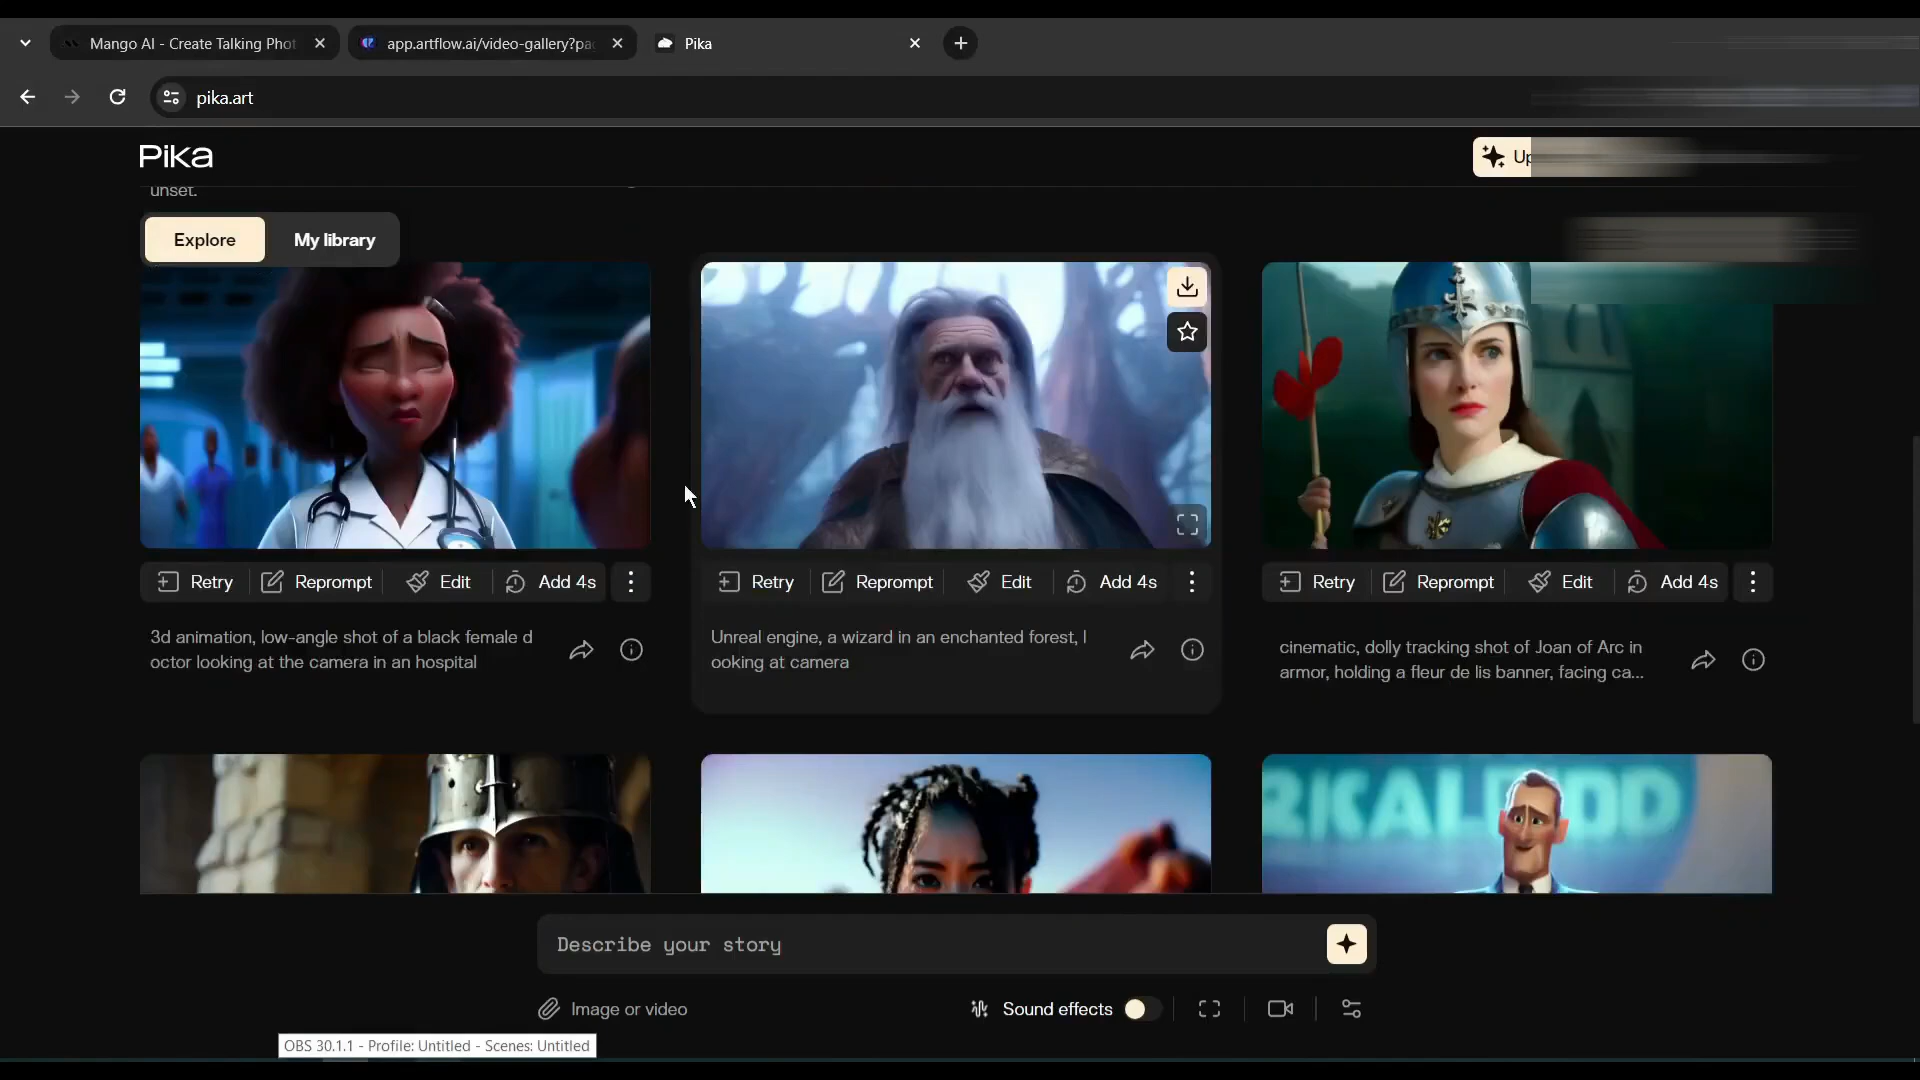 Mango AI - Create Talking Phot
app.artflow.ai/video-gallery?pa
Pika
pika.art
Pika
Up
unset.
Explore
My library
Retry
Reprompt
Edit
Add 4s
Retry
Reprompt
Edit
Add 4s
Retry
Reprompt
Edit
Add 4s
3d animation, low-angle shot of a black female d
octor looking at the camera in an hospital
Unreal engine, a wizard in an enchanted forest, l
ooking at camera
cinematic, dolly tracking shot of Joan of Arc in
armor, holding a fleur de lis banner, facing ca...
Describe your story
Image or video
Sound effects
OBS 30.1.1 - Profile: Untitled - Scenes: Untitled